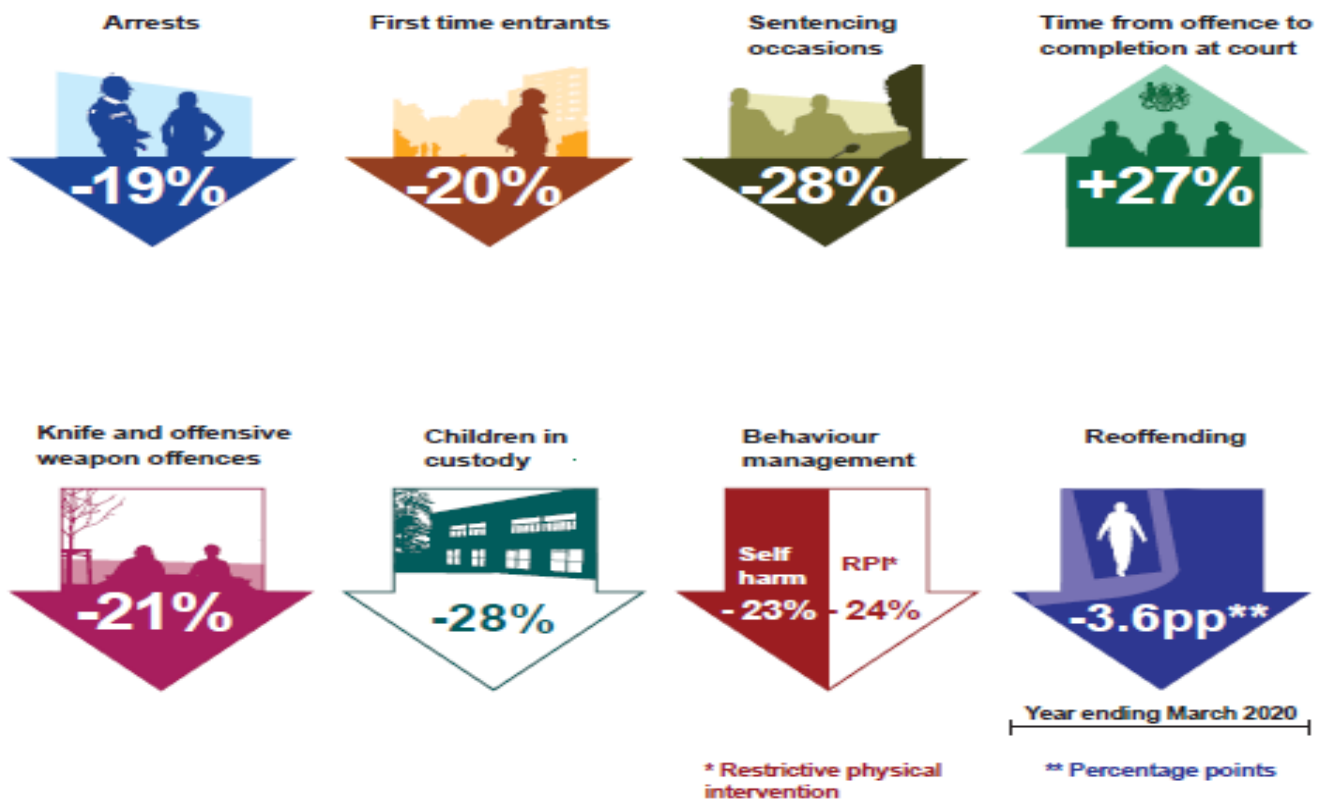 Arrests
First time entrants
Sentencing
occasions
Time from offence to
completion at court
-19%
-20%
-28%
+27%
Knife and offensive
weapon offences
Children in
custody
Behaviour
management
Reoffending
-21%
-28%
Self
harm
- 23%
RPI*
- 24%
-3.6pp**
Year ending March 2020
* Restrictive physical
intervention
** Percentage points